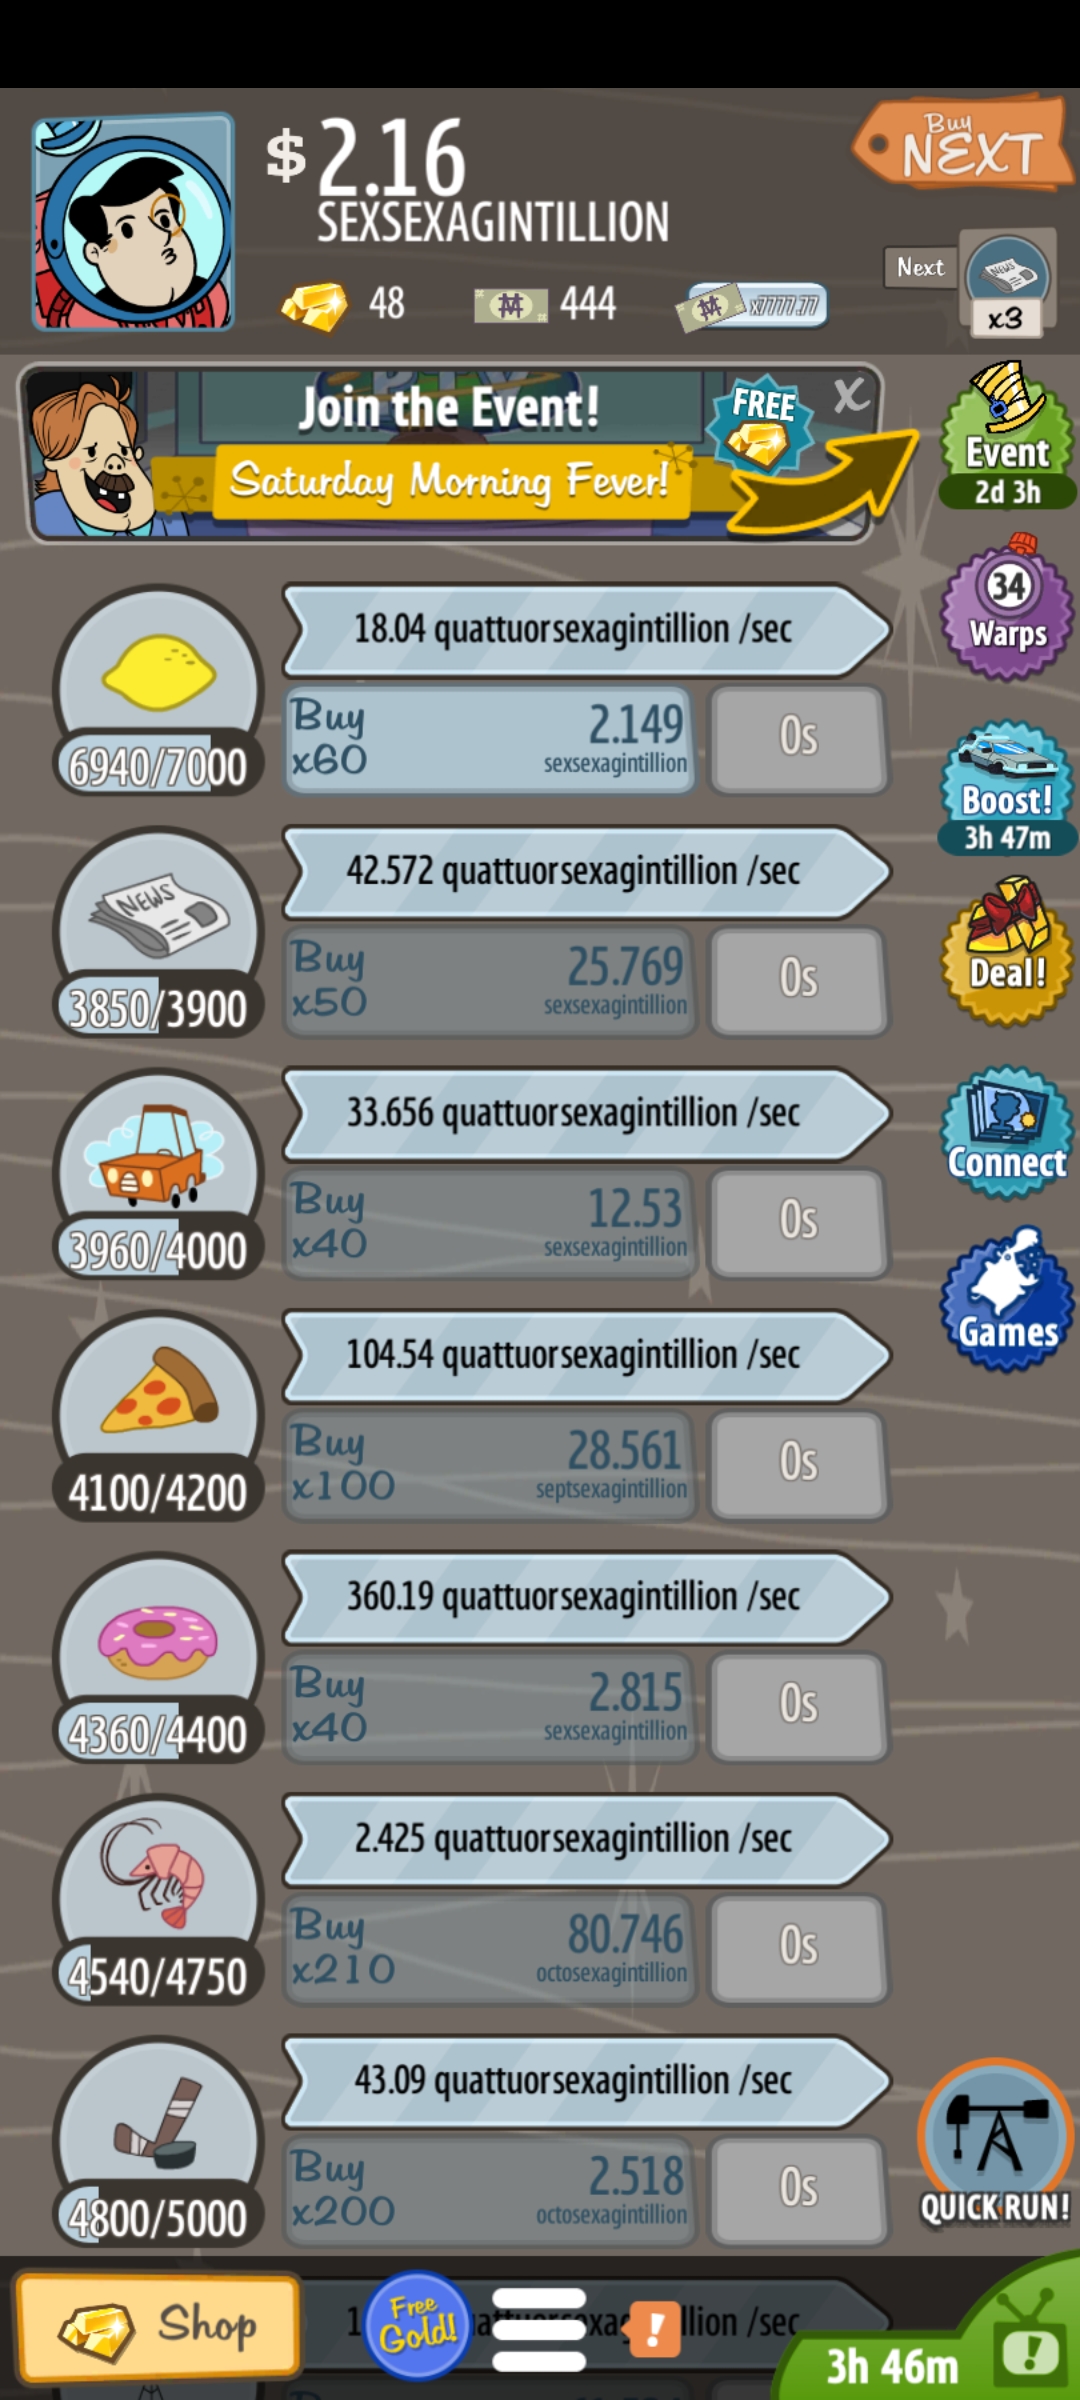 $ 2.16
SEXSEXAGINTILLION
Buy
NEXT
48
444
x7777.77
Next
NEWS
x3
Join the Event!
Saturday Morning Fever!
FREE
X
Event
2d 3h
34
Warps
18.04 quattuorsexagintillion /sec
Buy
x60
2.149
sexsexagintillion
0s
6940/7000
Boost!
3h 47m
42.572 quattuorsexagintillion /sec
NEWS
Buy
x50
25.769
sexsexagintillion
0s
3850/3900
Deal!
33.656 quattuorsexagintillion /sec
Buy
x40
12.53
sexsexagintillion
0s
3960/4000
Connect
104.54 quattuorsexagintillion /sec
Buy
x100
28.561
septsexagintillion
0s
4100/4200
Games
360.19 quattuorsexagintillion /sec
Buy
x40
2.815
sexsexagintillion
0s
4360/4400
2.425 quattuorsexagintillion /sec
Buy
x210
80.746
octosexagintillion
0s
4540/4750
43.09 quattuorsexagintillion /sec
Buy
x200
2.518
octosexagintillion
0s
4800/5000
QUICK RUN!
Shop
Free
Gold!
!
/sec
3h 46m
!